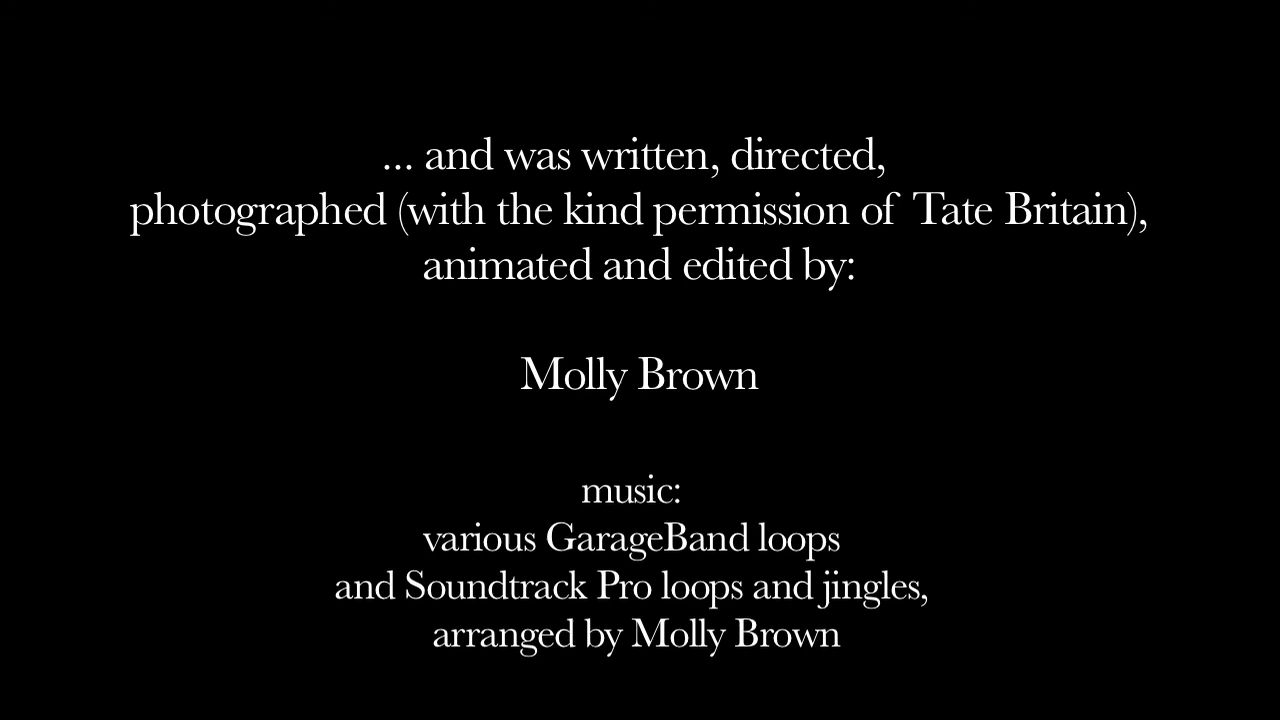 ... and was written, directed,
photographed (with the kind permission of Tate Britain),
animated and edited by:
Molly Brown
music:
various GarageBand loops
and Soundtrack Pro loops and jingles,
arranged by Molly Brown